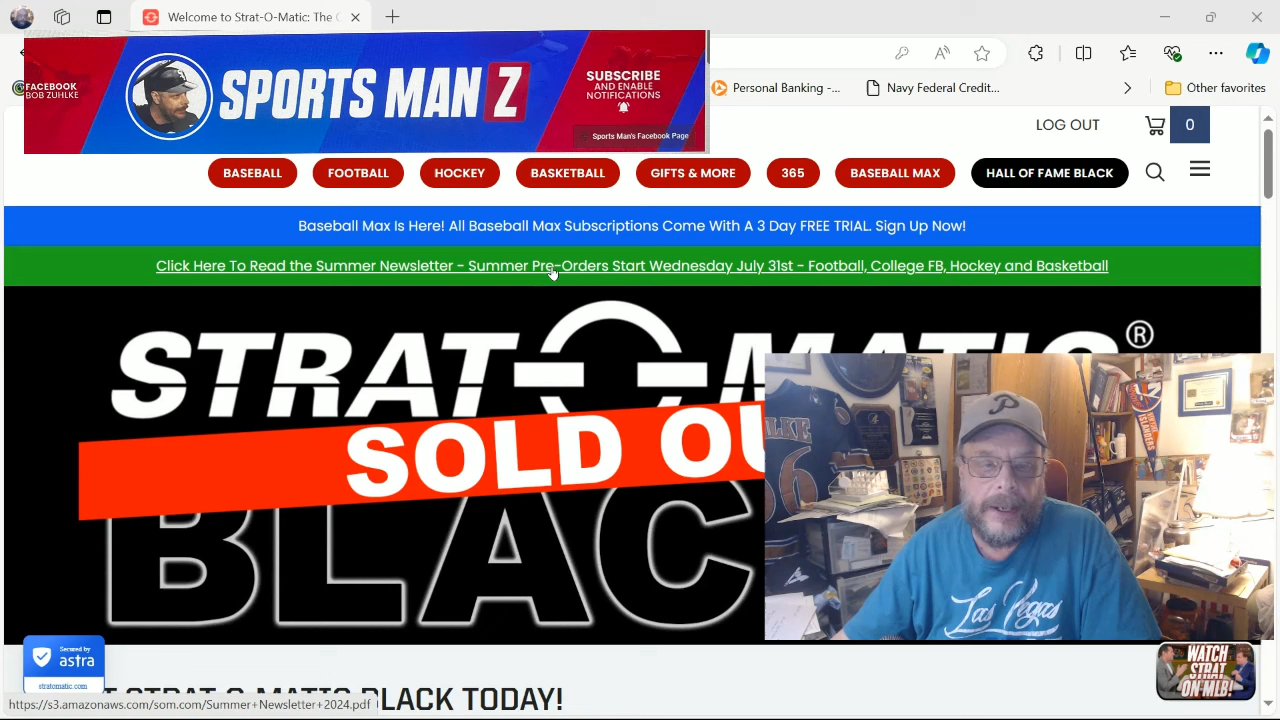 Welcome to Strat-O-Matic: The
FACEBOOK
BOB ZUHLKE
SPORTS MAN Z
SUBSCRIBE
AND ENABLE
NOTIFICATIONS
Sports Man's Facebook Page
Personal Banking -...
Navy Federal Credit...
Other favorites
LOG OUT
0
BASEBALL
FOOTBALL
HOCKEY
BASKETBALL
GIFTS & MORE
365
BASEBALL MAX
HALL OF FAME BLACK
Baseball Max Is Here! All Baseball Max Subscriptions Come With A 3 Day FREE TRIAL. Sign Up Now!
Click Here To Read the Summer Newsletter - Summer Pre-Orders Start Wednesday July 31st - Football, College FB, Hockey and Basketball
STRAT-O-MATIC®
SOLD OU
BLAC
ISLANDERS
P
Las Vegas
Secured by
astra
stratomatic.com
WATCH
STRAT
ON MLB!
T STRAT-O-MATIC BLACK TODAY!
https://s3.amazonaws.com/som.com/Summer+Newsletter+2024.pdf